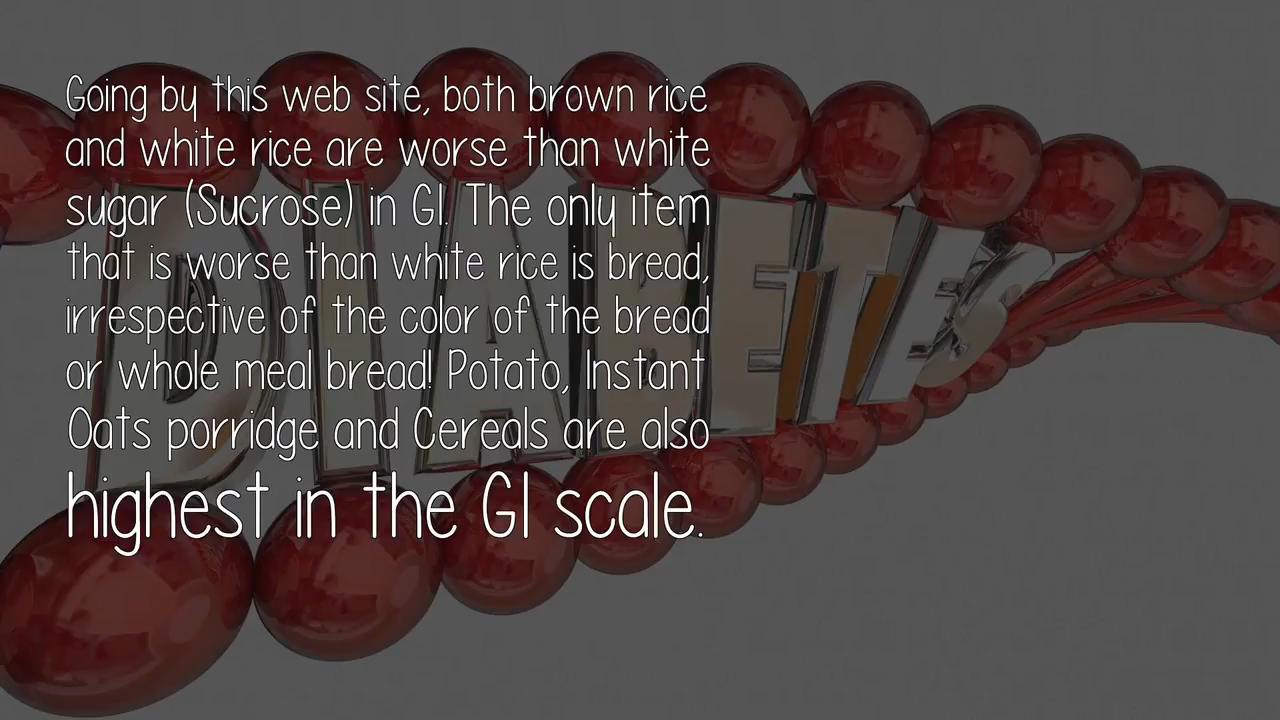 Going by this web site, both brown rice
and white rice are worse than white
sugar (Sucrose) in GI. The only item
that is worse than white rice is bread,
irrespective of the color of the bread
or whole meal bread! Potato, Instant
Oats porridge and Cereals are also
highest in the GI scale.
DIABETES